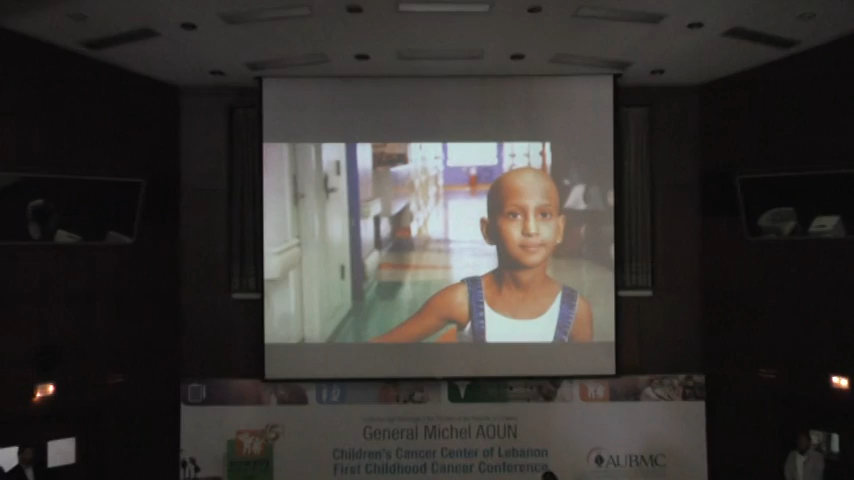 General Michel AOUN
Children's Cancer Center of Lebanon
First Childhood Cancer Conference
AUBMC